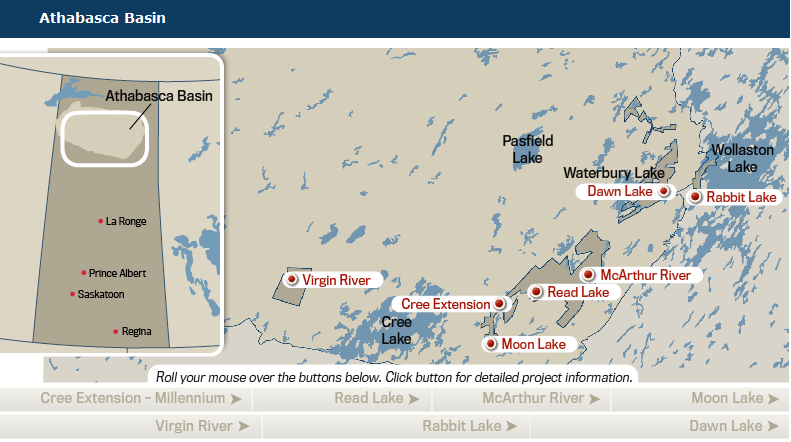 Athabasca Basin
Athabasca Basin
La Ronge
Prince Albert
Saskatoon
Regina
Pasfield
Lake
Wollaston
Lake
Waterbury Lake
Dawn Lake
Rabbit Lake
McArthur River
Virgin River
Read Lake
Cree Extension
Cree
Lake
Moon Lake
Roll your mouse over the buttons below. Click button for detailed project information.
Cree Extension - Millennium
Read Lake
McArthur River
Moon Lake
Virgin River
Rabbit Lake
Dawn Lake